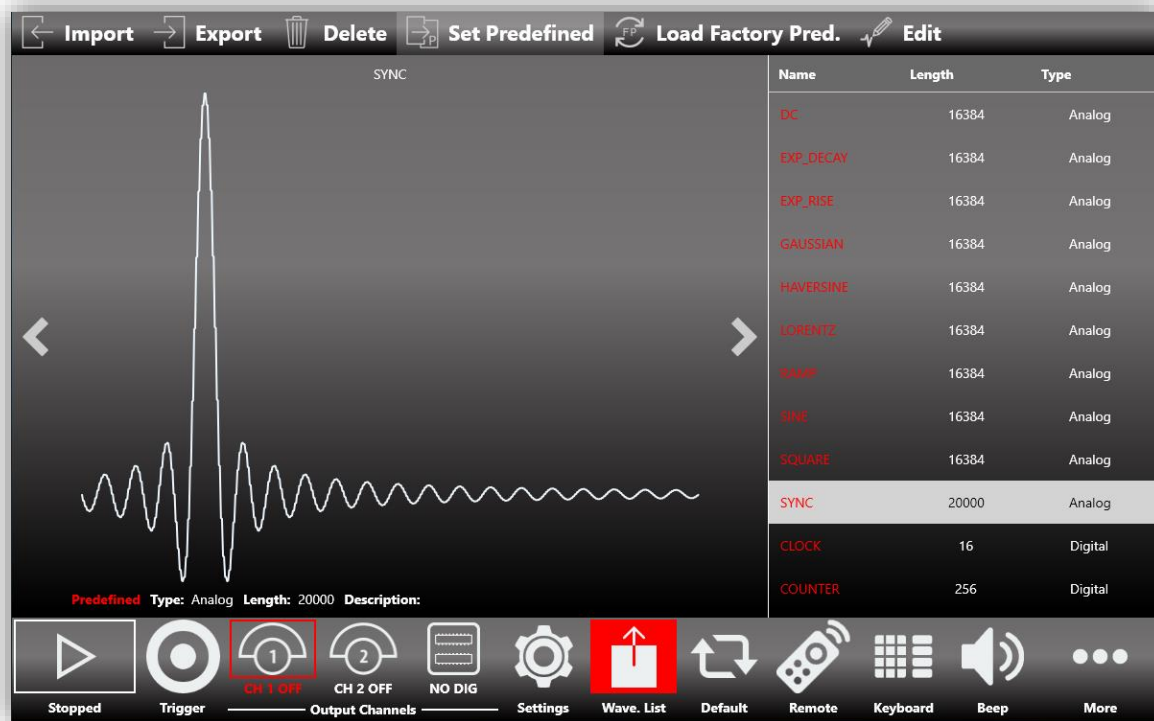 Import Export Delete Set Predefined Load Factory Pred. Edit
SYNC
Name Length Type
DC 16384 Analog
EXP_DECAY 16384 Analog
EXP_RISE 16384 Analog
GAUSSIAN 16384 Analog
HAVERSINE 16384 Analog
LORENTZ 16384 Analog
RAMP 16384 Analog
SINE 16384 Analog
SQUARE 16384 Analog
SYNC 20000 Analog
CLOCK 16 Digital
COUNTER 256 Digital
Predefined Type: Analog Length: 20000 Description:
P
FP
1
2
CH 1 OFF CH 2 OFF NO DIG
Stopped Trigger Output Channels Settings Wave. List Default Remote Keyboard Beep More